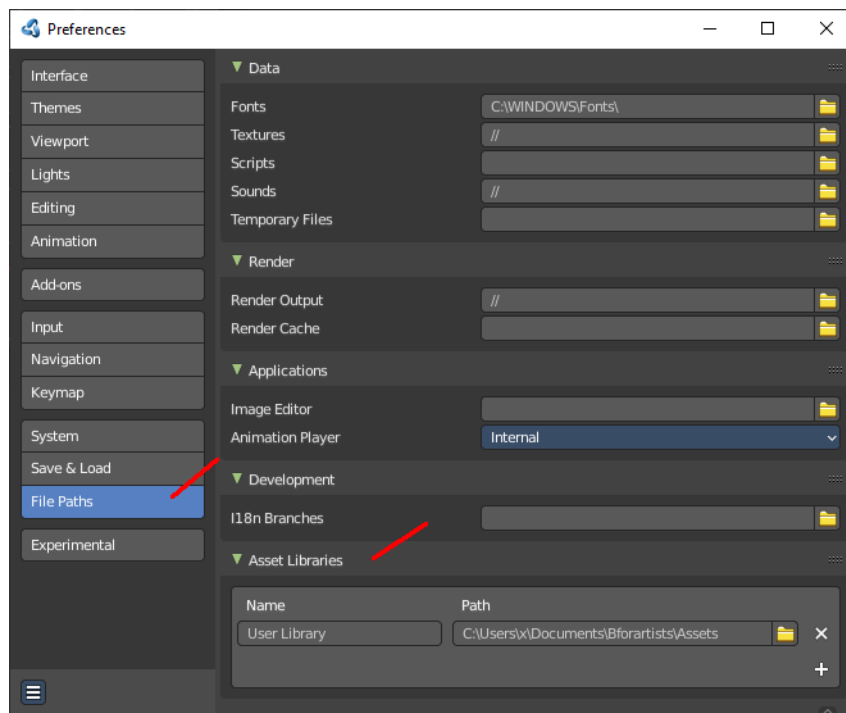 Preferences
Interface
Themes
Viewport
Lights
Editing
Animation
Add-ons
Input
Navigation
Keymap
System
Save & Load
File Paths
Experimental
Data
Fonts C:\WINDOWS\Fonts\
Textures //
Scripts
Sounds //
Temporary Files
Render
Render Output //
Render Cache
Applications
Image Editor
Animation Player Internal
Development
I18n Branches
Asset Libraries
Name Path
User Library C:\Users\x\Documents\Bforartists\Assets